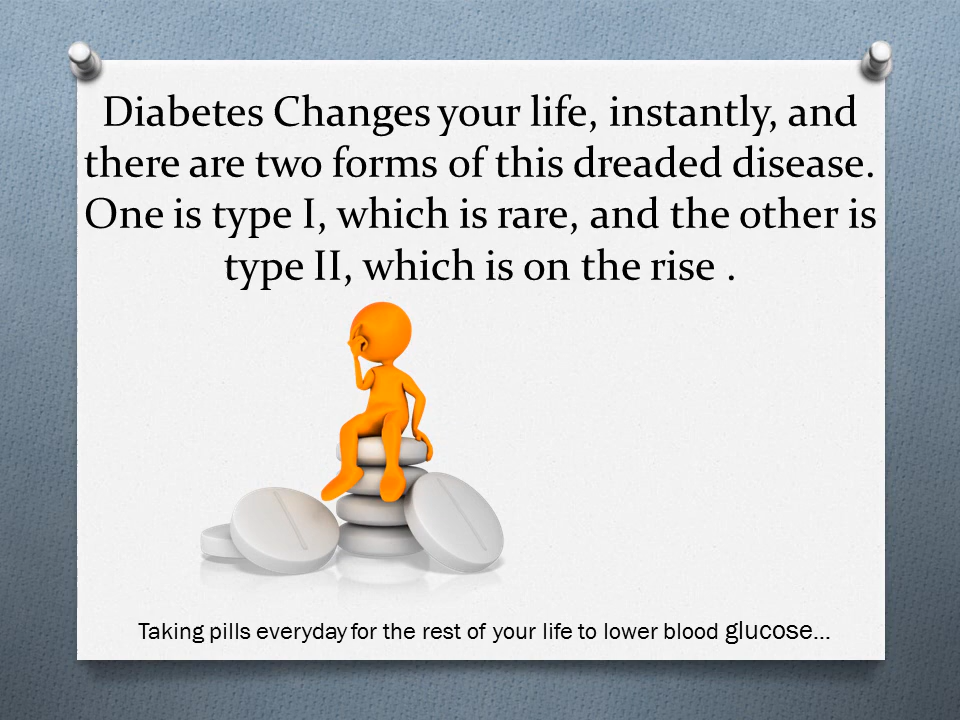 Diabetes Changes your life, instantly, and
there are two forms of this dreaded disease.
One is type I, which is rare, and the other is
type II, which is on the rise .
Taking pills everyday for the rest of your life to lower blood glucose...